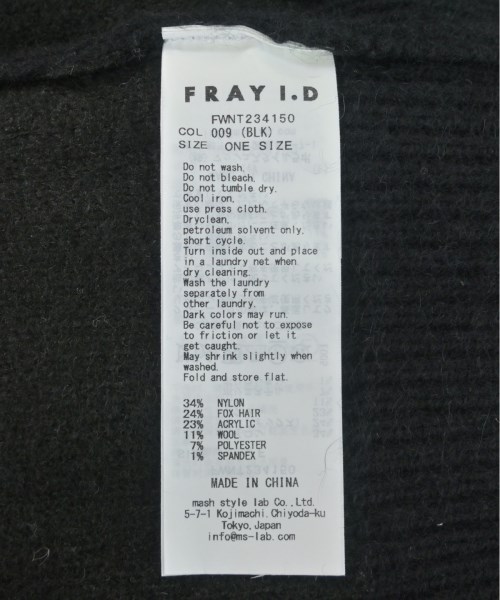 FRAY I.D
FWNT234150
COL 009 (BLK)
SIZE ONE SIZE
Do not wash.
Do not bleach.
Do not tumble dry.
Cool iron,
use press cloth.
Dryclean,
petroleum solvent only,
short cycle.
Turn inside out and place
in a laundry net when
dry cleaning.
Wash the laundry
separately from
other laundry.
Dark colors may run.
Be careful not to expose
to friction or let it
get caught.
May shrink slightly when
washed.
Fold and store flat.
34% NYLON
24% FOX HAIR
23% ACRYLIC
11% WOOL
7% POLYESTER
1% SPANDEX
MADE IN CHINA
mash style lab Co.,Ltd.
5-7-1 Kojimachi,Chiyoda-ku
Tokyo,Japan
info@ms-lab.com